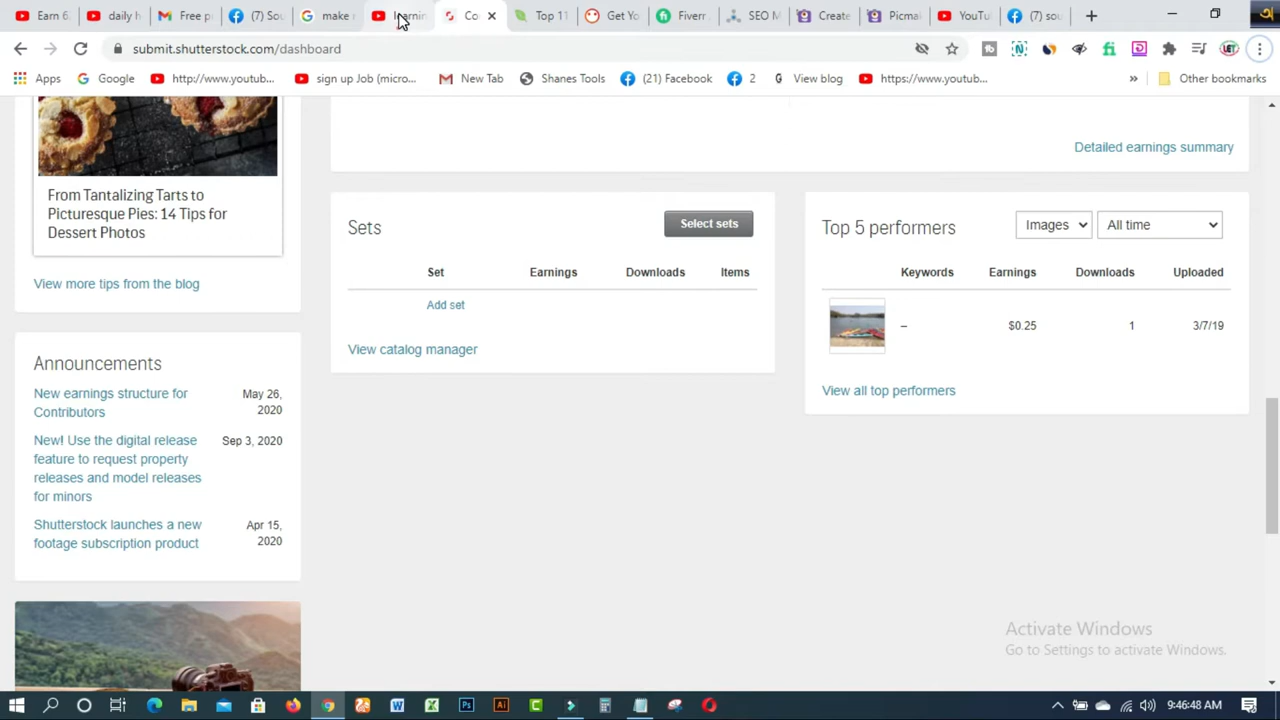 Earn 6
daily h
Free p
(7) Sou
make
learnin
Co
Top 1
Get Yo
Fiverr
SEO M
Create
Picma
YouTu
(7) sou
submit.shutterstock.com/dashboard
Apps
Google
http://www.youtub...
sign up Job (micro...
New Tab
Shanes Tools
(21) Facebook
2
View blog
https://www.youtub...
»
Other bookmarks
Detailed earnings summary
From Tantalizing Tarts to
Picturesque Pies: 14 Tips for
Dessert Photos
View more tips from the blog
Sets
Select sets
Set Earnings Downloads Items
Add set
View catalog manager
Top 5 performers
Images
All time
Keywords Earnings Downloads Uploaded
– $0.25 1 3/7/19
View all top performers
Announcements
New earnings structure for
Contributors
May 26,
2020
New! Use the digital release
feature to request property
releases and model releases
for minors
Sep 3, 2020
Shutterstock launches a new
footage subscription product
Apr 15,
2020
Activate Windows
Go to Settings to activate Windows.
9:46:48 AM